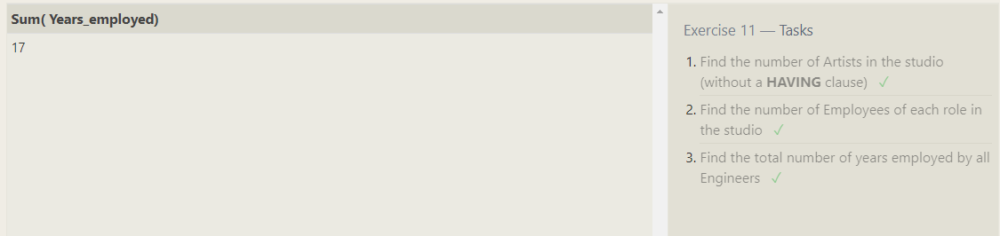 Sum( Years_employed)
17
Exercise 11 — Tasks
1. Find the number of Artists in the studio
(without a HAVING clause) ✓
2. Find the number of Employees of each role in
the studio ✓
3. Find the total number of years employed by all
Engineers ✓